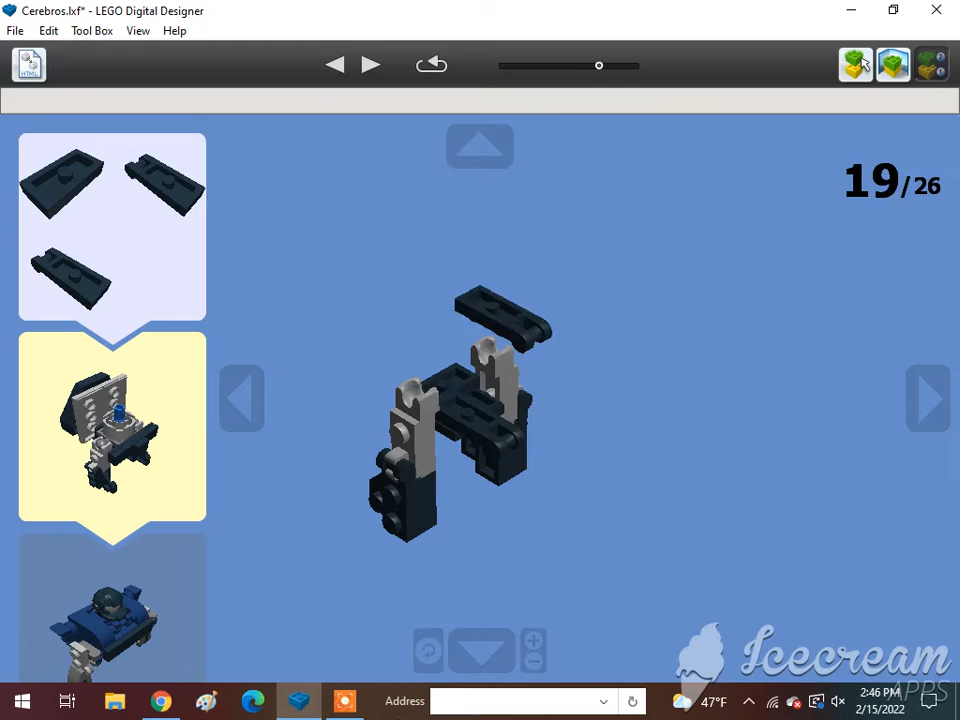 Cerebros.lxf* - LEGO Digital Designer
File Edit Tool Box View Help
HTML
19/26
Icecream
APPS
Address
47°F
2:46 PM
2/15/2022